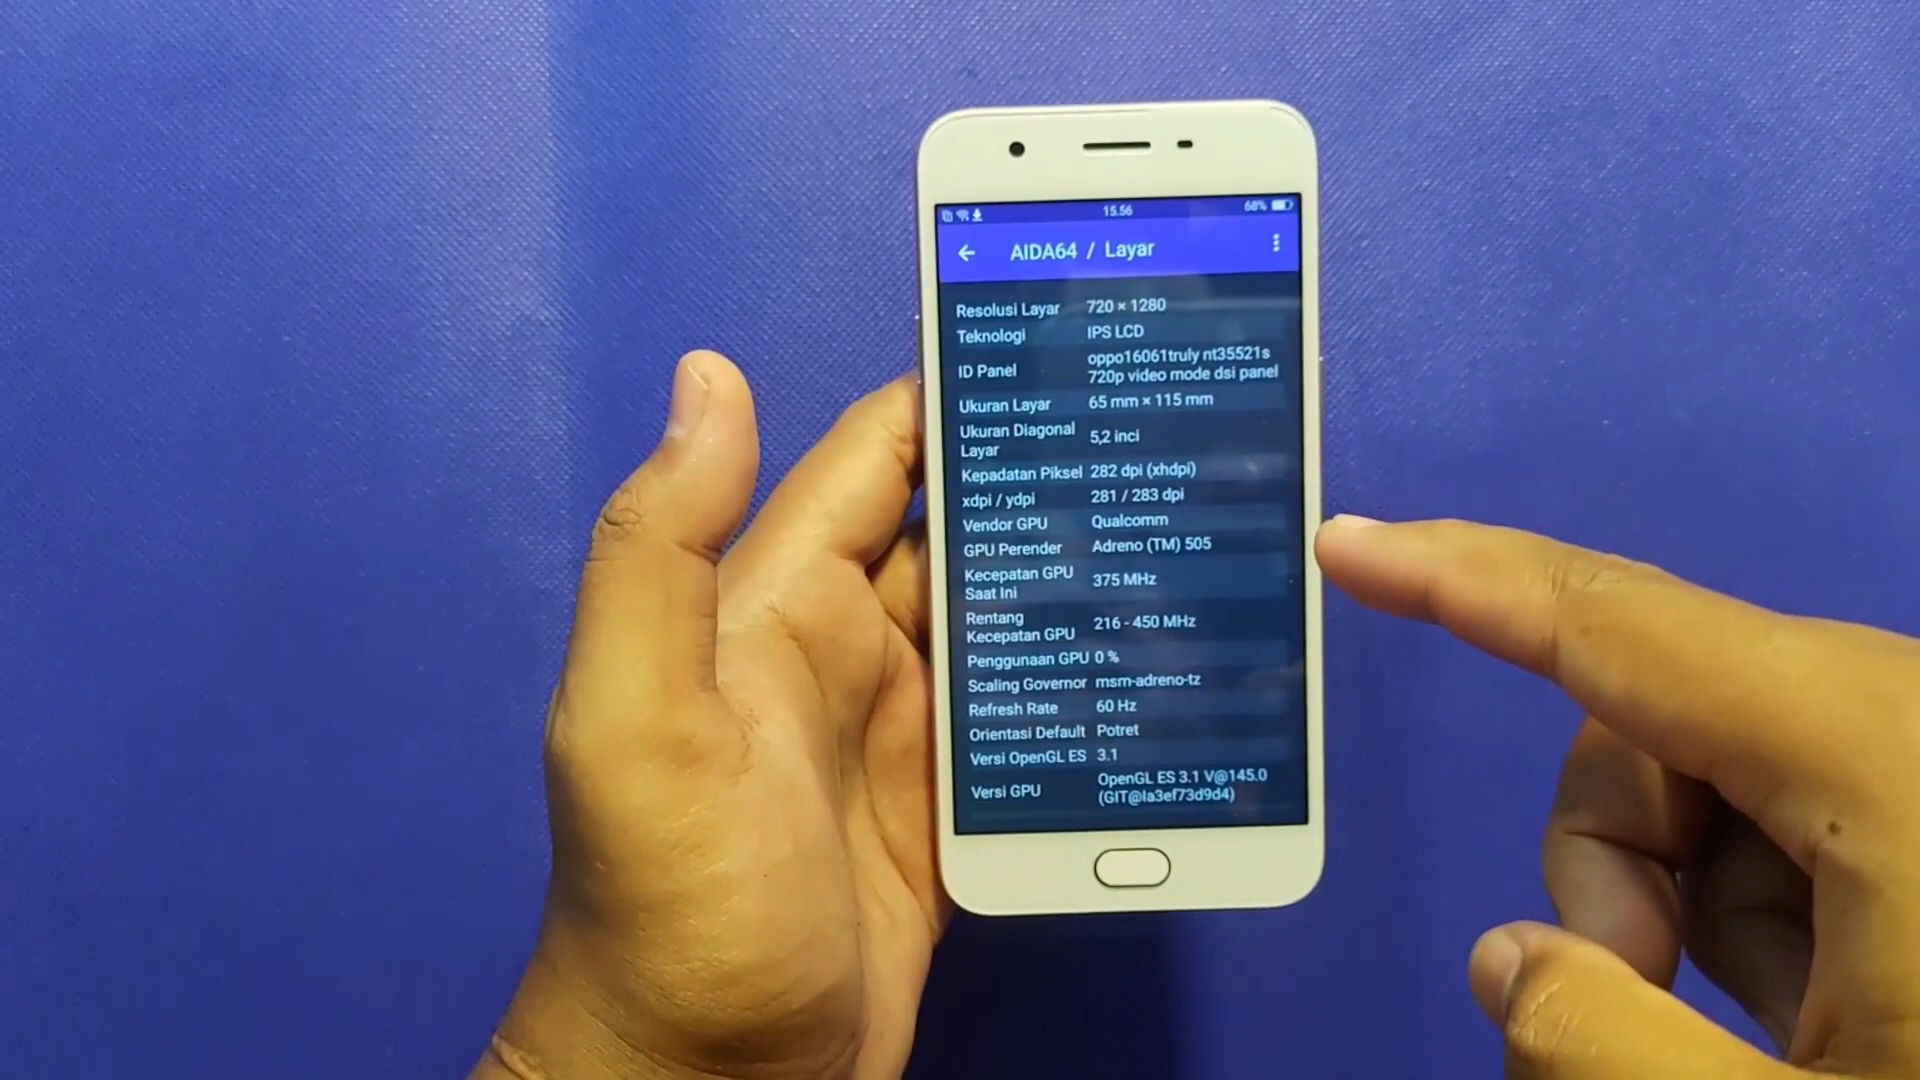 15.56 68%
AIDA64 / Layar
Resolusi Layar 720 × 1280
Teknologi IPS LCD
ID Panel oppo16061truly nt35521s
720p video mode dsi panel
Ukuran Layar 65 mm × 115 mm
Ukuran Diagonal
Layar 5,2 inci
Kepadatan Piksel 282 dpi (xhdpi)
xdpi / ydpi 281 / 283 dpi
Vendor GPU Qualcomm
GPU Perender Adreno (TM) 505
Kecepatan GPU
Saat Ini 375 MHz
Rentang
Kecepatan GPU 216 - 450 MHz
Penggunaan GPU 0 %
Scaling Governor msm-adreno-tz
Refresh Rate 60 Hz
Orientasi Default Potret
Versi OpenGL ES 3.1
Versi GPU OpenGL ES 3.1 V@145.0
(GIT@Ia3ef73d9d4)